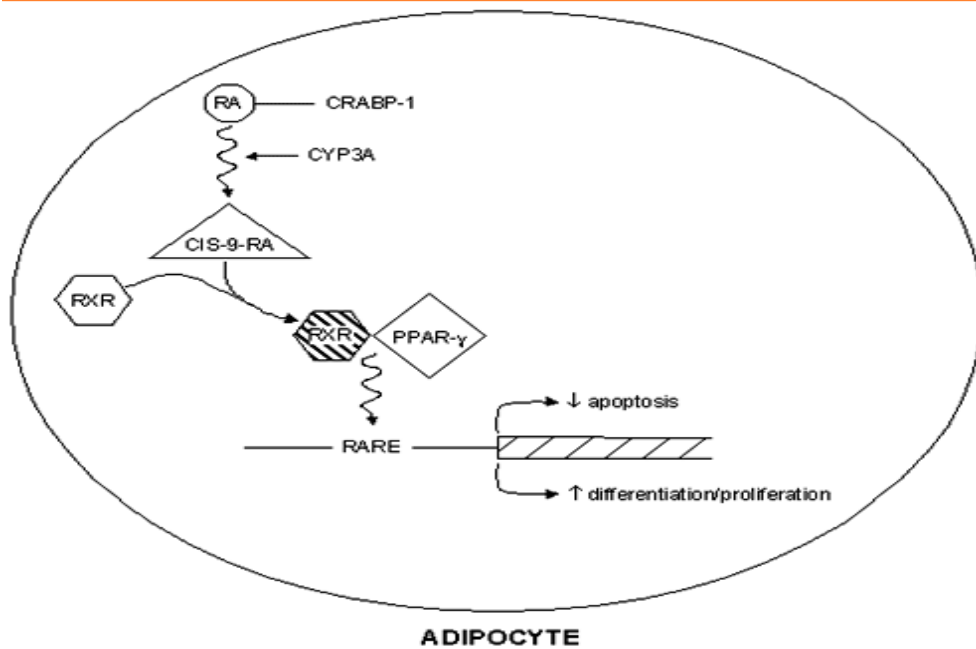 RA
CRABP-1
CYP3A
CIS-9-RA
RXR
RXR
PPAR-γ
↓ apoptosis
RARE
↑ differentiation/proliferation
ADIPOCYTE